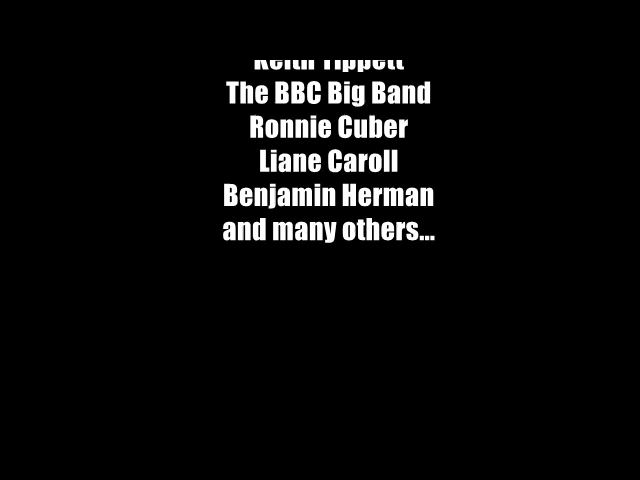 Keith Tippett
The BBC Big Band
Ronnie Cuber
Liane Caroll
Benjamin Herman
and many others...